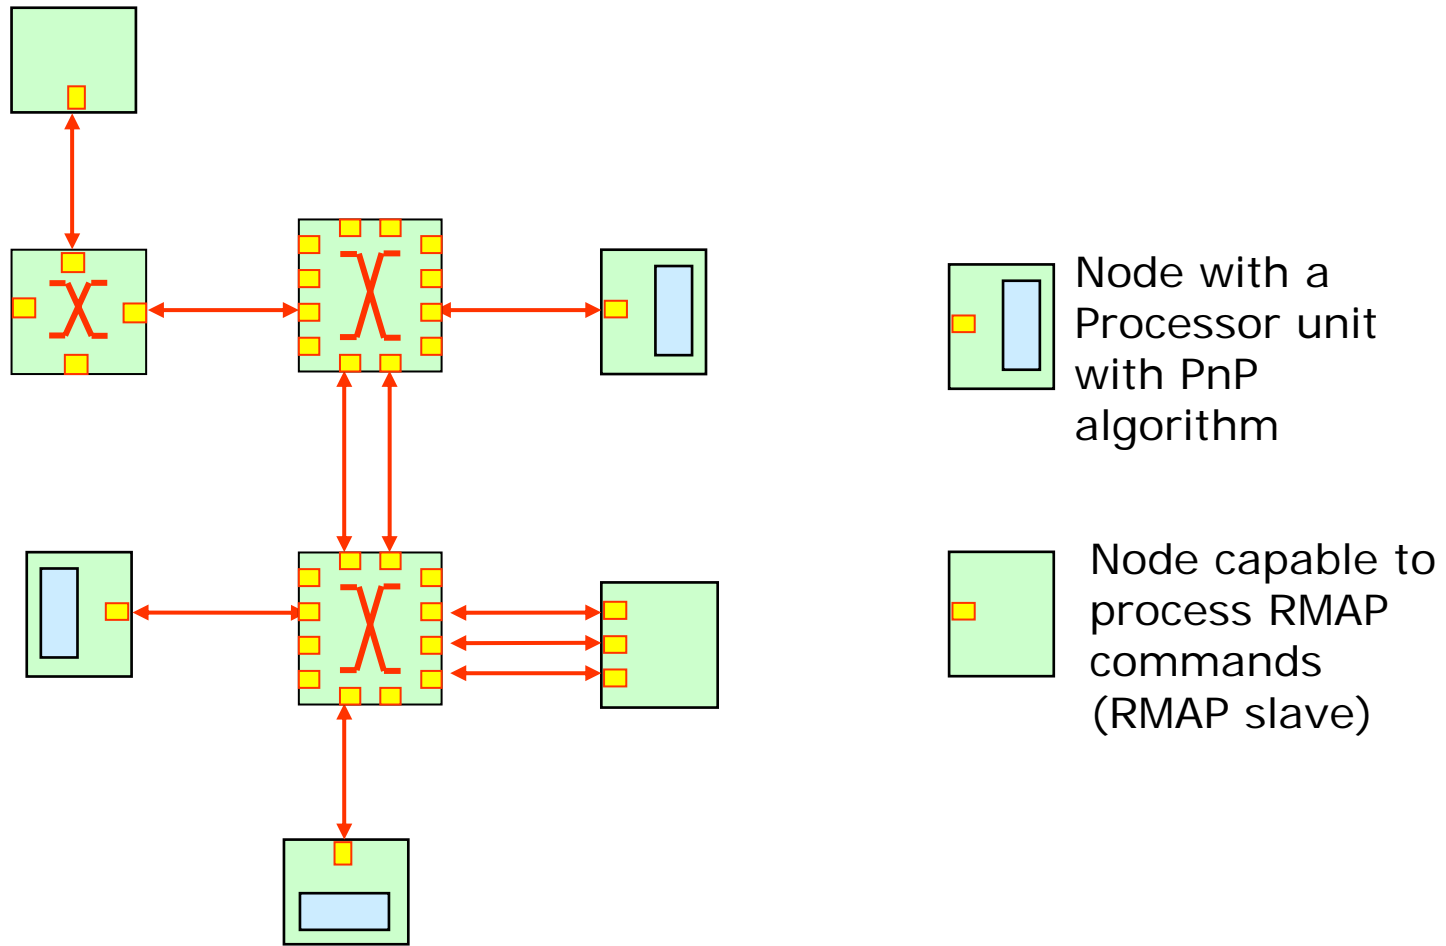 Node with a
Processor unit
with PnP
algorithm
Node capable to
process RMAP
commands
(RMAP slave)